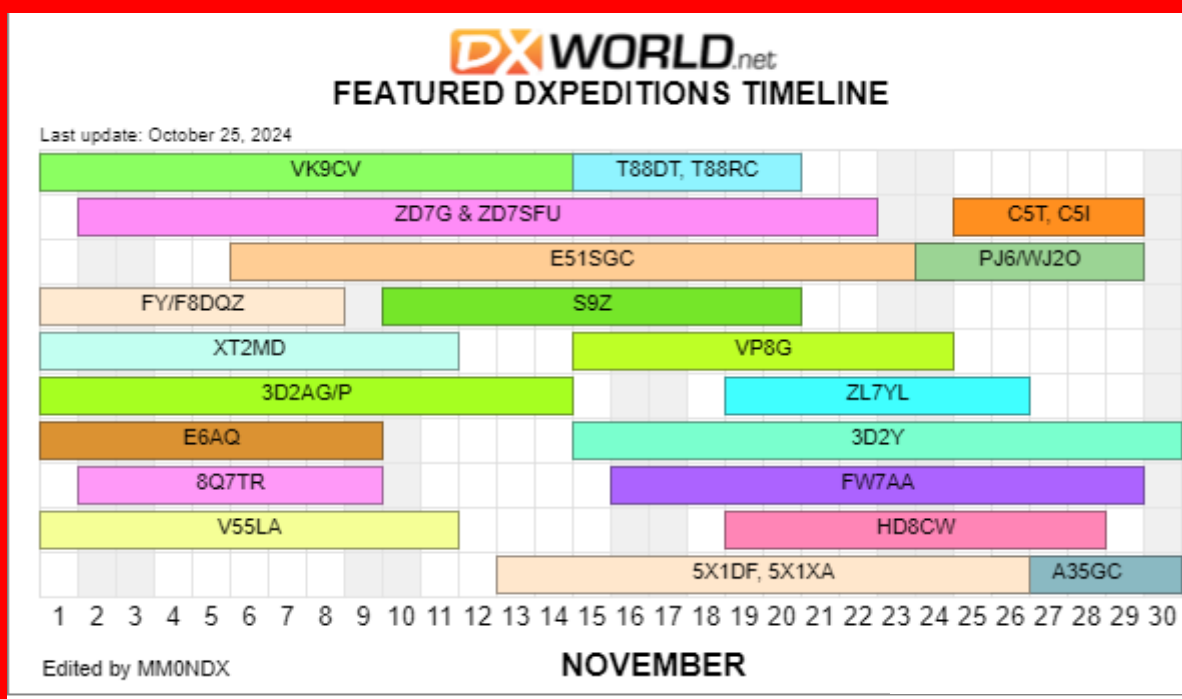 DX WORLD.net
FEATURED DXPEDITIONS TIMELINE
Last update: October 25, 2024
VK9CV T88DT, T88RC
ZD7G & ZD7SFU C5T, C5I
E51SGC PJ6/WJ2O
FY/F8DQZ S9Z
XT2MD VP8G
3D2AG/P ZL7YL
E6AQ 3D2Y
8Q7TR FW7AA
V55LA HD8CW
5X1DF, 5X1XA A35GC
1 2 3 4 5 6 7 8 9 10 11 12 13 14 15 16 17 18 19 20 21 22 23 24 25 26 27 28 29 30
Edited by MM0NDX NOVEMBER